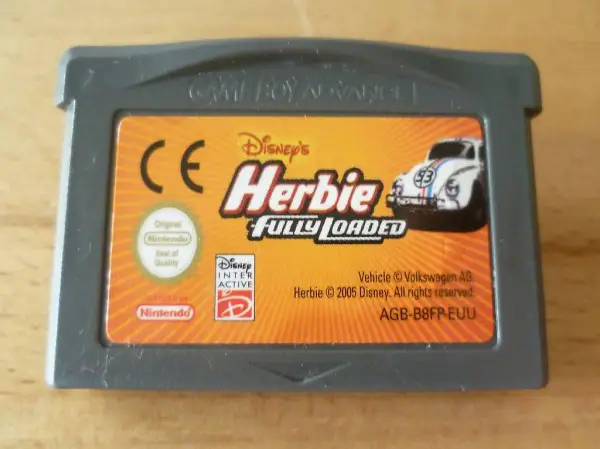 GAME BOY ADVANCE
CE
Disney's
Herbie
FULLY LOADED
53
Original
Nintendo
Seal of
Quality
Disney
INTER
ACTIVE
Nintendo
Vehicle © Volkswagen AG.
Herbie © 2005 Disney. All rights reserved.
AGB-B8FP-EUU